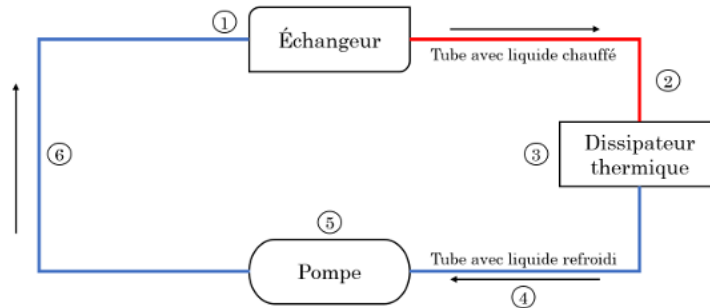 ①
Échangeur
Tube avec liquide chauffé
②
③
Dissipateur
thermique
⑥
⑤
Pompe
Tube avec liquide refroidi
④